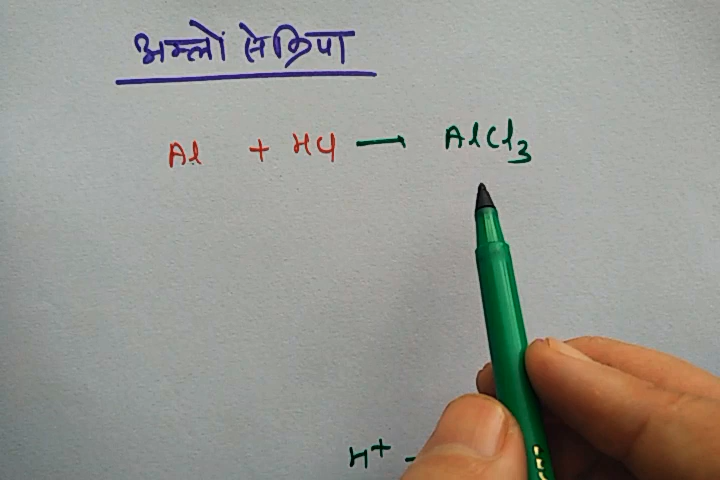 अम्लों से क्रिया
Al + HCl → AlCl3
H+ -